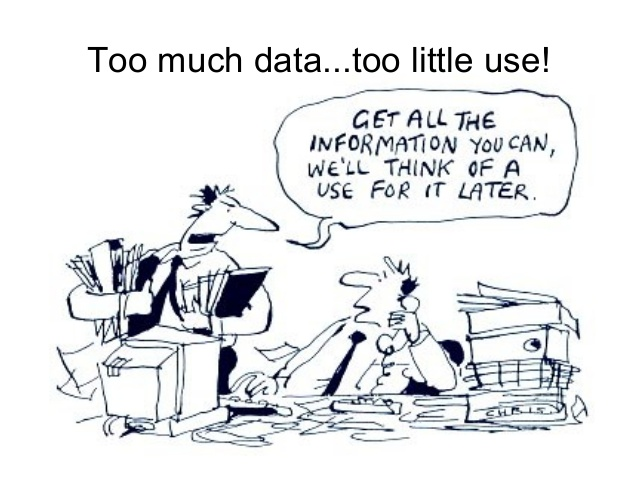 Too much data...too little use!
GET ALL THE
INFORMATION YOU CAN,
WE'LL THINK OF A
USE FOR IT LATER.
CHRIS